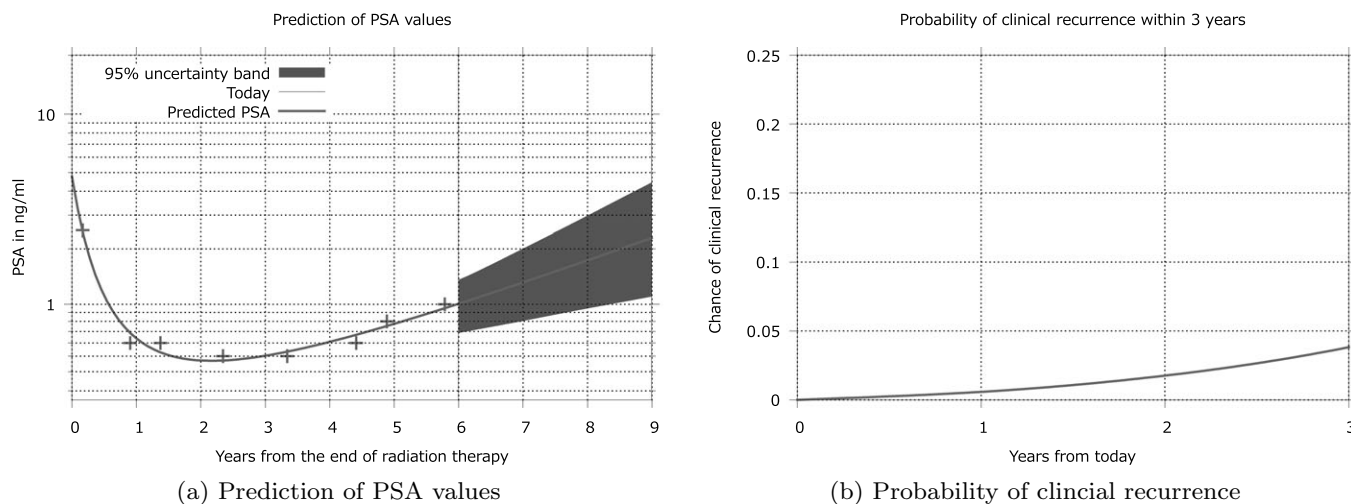 Prediction of PSA values
95% uncertainty band
Today
Predicted PSA
10
1
PSA in ng/ml
0 1 2 3 4 5 6 7 8 9
Years from the end of radiation therapy
(a) Prediction of PSA values
Probability of clinical recurrence within 3 years
0.25
0.2
0.15
0.1
0.05
0
Chance of clinical recurrence
0 1 2 3
Years from today
(b) Probability of clincial recurrence